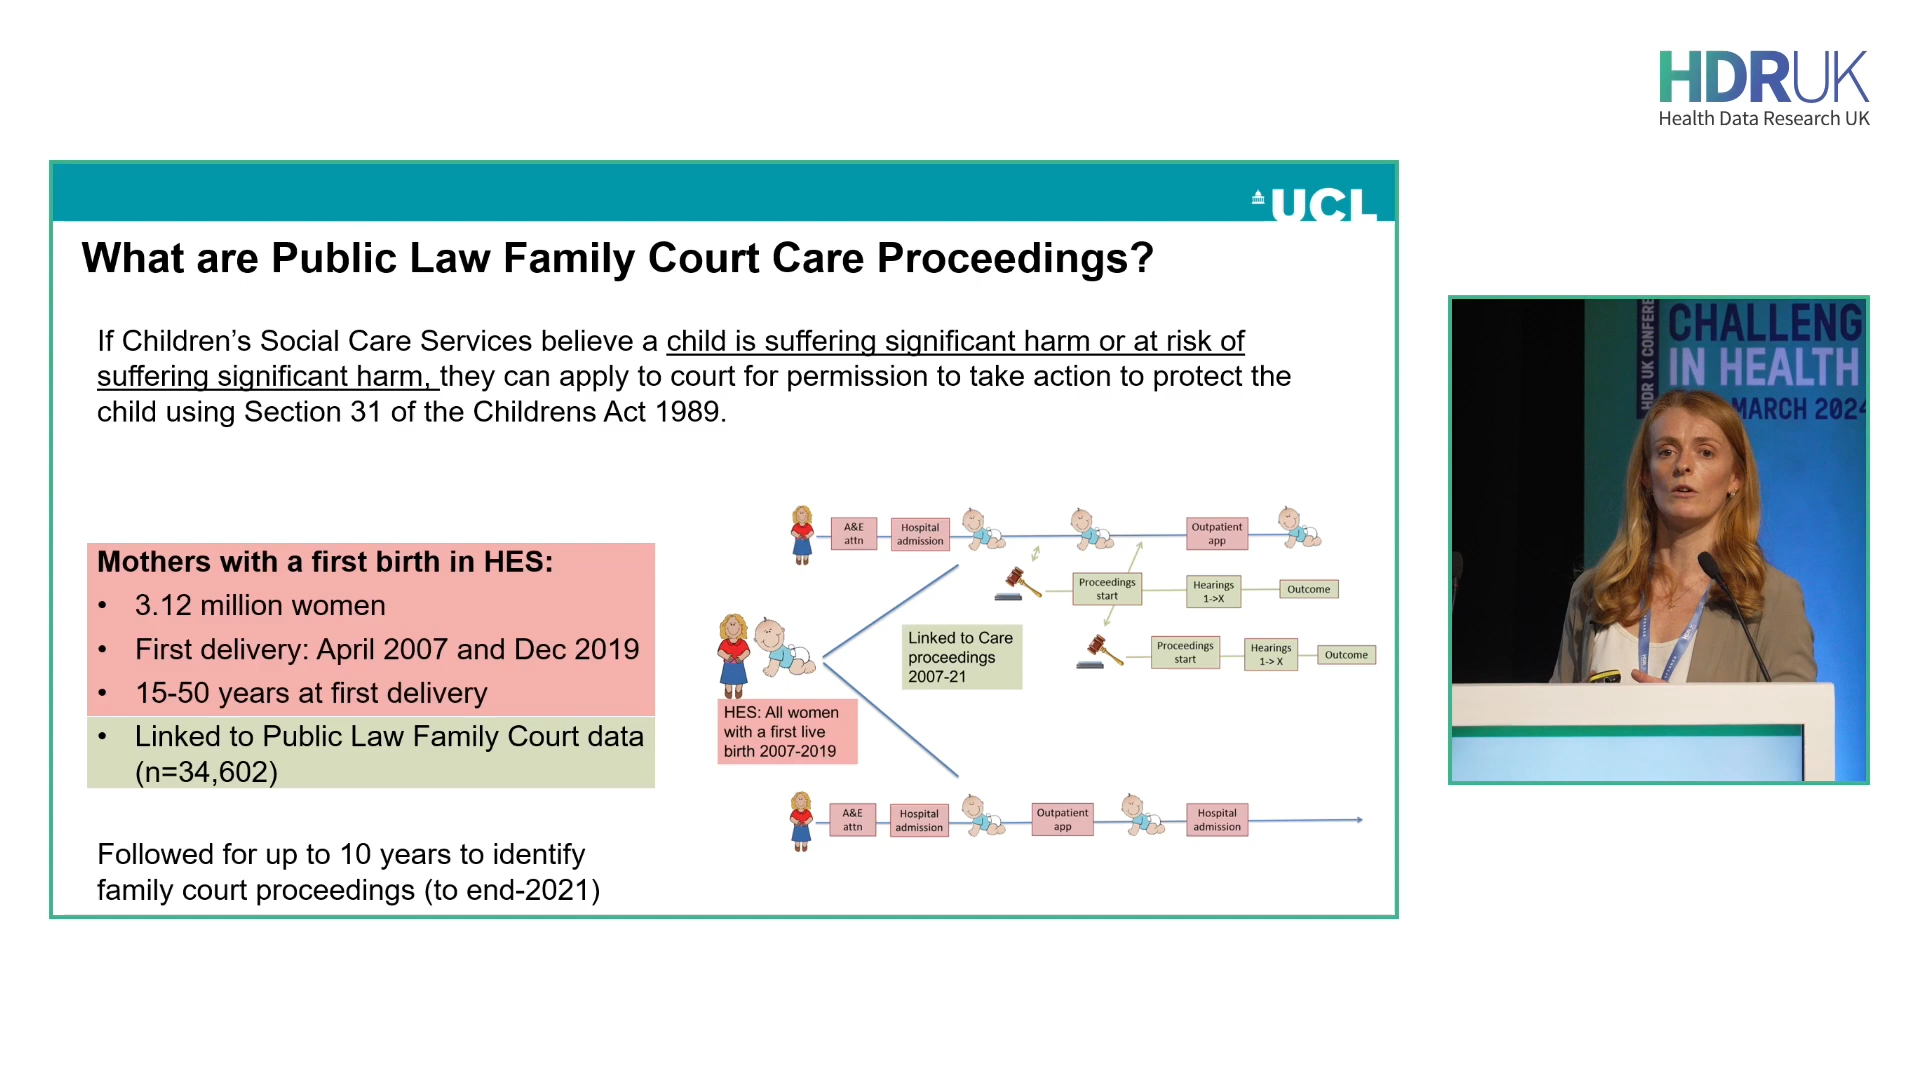 HDRUK
Health Data Research UK
UCL
What are Public Law Family Court Care Proceedings?
If Children’s Social Care Services believe a child is suffering significant harm or at risk of
suffering significant harm, they can apply to court for permission to take action to protect the
child using Section 31 of the Childrens Act 1989.
Mothers with a first birth in HES:
• 3.12 million women
• First delivery: April 2007 and Dec 2019
• 15-50 years at first delivery
• Linked to Public Law Family Court data
(n=34,602)
Followed for up to 10 years to identify
family court proceedings (to end-2021)
A&E
attn
Hospital
admission
Outpatient
app
Proceedings
start
Hearings
1->X
Outcome
Linked to Care
proceedings
2007-21
Proceedings
start
Hearings
1-> X
Outcome
HES: All women
with a first live
birth 2007-2019
A&E
attn
Hospital
admission
Outpatient
app
Hospital
admission
HDR UK CONFERE
CHALLENG
IN HEALTH
MARCH 2024